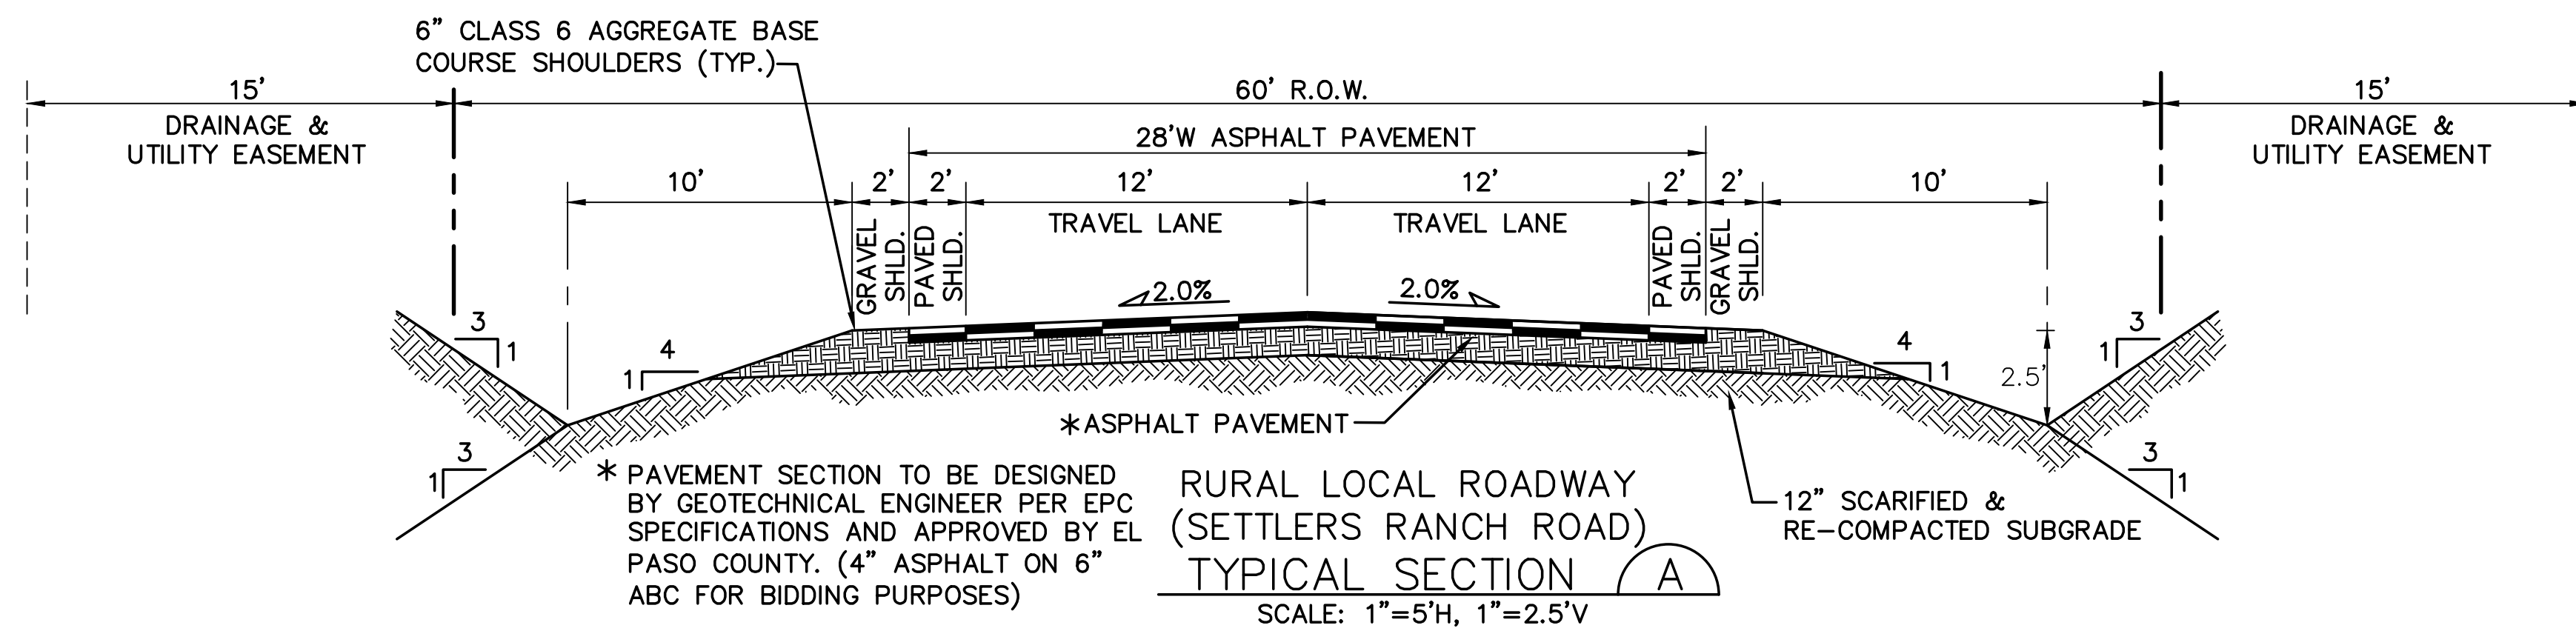 6" CLASS 6 AGGREGATE BASE
COURSE SHOULDERS (TYP.)
15'
60' R.O.W.
15'
DRAINAGE &
UTILITY EASEMENT
DRAINAGE &
UTILITY EASEMENT
28'W ASPHALT PAVEMENT
10'
2'
2'
12'
12'
2'
2'
10'
TRAVEL LANE
TRAVEL LANE
GRAVEL
SHLD.
PAVED
SHLD.
PAVED
SHLD.
GRAVEL
SHLD.
2.0%
2.0%
3
1
4
1
4
1
3
1
2.5'
*ASPHALT PAVEMENT
3
1
3
1
* PAVEMENT SECTION TO BE DESIGNED
BY GEOTECHNICAL ENGINEER PER EPC
SPECIFICATIONS AND APPROVED BY EL
PASO COUNTY. (4" ASPHALT ON 6"
ABC FOR BIDDING PURPOSES)
12" SCARIFIED &
RE-COMPACTED SUBGRADE
RURAL LOCAL ROADWAY
(SETTLERS RANCH ROAD)
TYPICAL SECTION A
SCALE: 1"=5'H, 1"=2.5'V